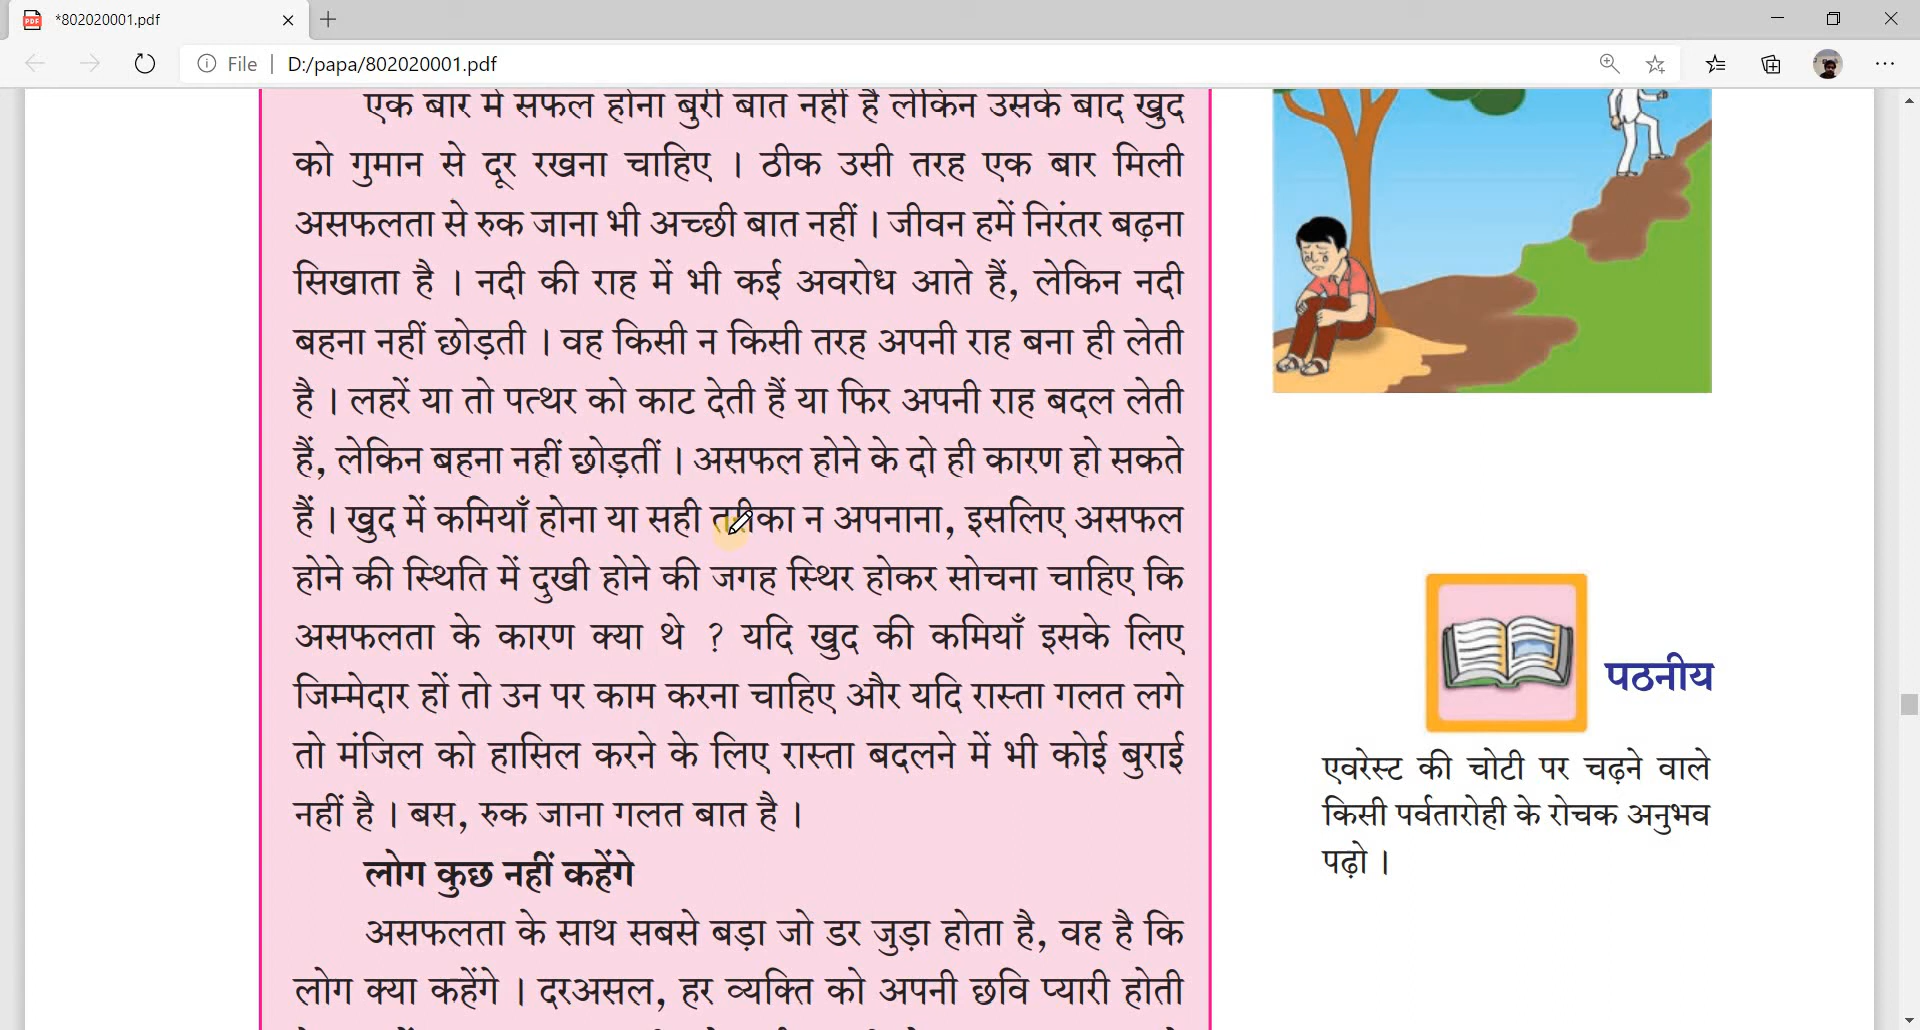 *802020001.pdf
File | D:/papa/802020001.pdf
एक बार में सफल होना बुरी बात नहीं है लेकिन उसके बाद खुद
को गुमान से दूर रखना चाहिए । ठीक उसी तरह एक बार मिली
असफलता से रुक जाना भी अच्छी बात नहीं । जीवन हमें निरंतर बढ़ना
सिखाता है । नदी की राह में भी कई अवरोध आते हैं, लेकिन नदी
बहना नहीं छोड़ती । वह किसी न किसी तरह अपनी राह बना ही लेती
है । लहरें या तो पत्थर को काट देती हैं या फिर अपनी राह बदल लेती
हैं, लेकिन बहना नहीं छोड़तीं । असफल होने के दो ही कारण हो सकते
हैं । खुद में कमियाँ होना या सही तरीका न अपनाना, इसलिए असफल
होने की स्थिति में दुखी होने की जगह स्थिर होकर सोचना चाहिए कि
असफलता के कारण क्या थे ? यदि खुद की कमियाँ इसके लिए
जिम्मेदार हों तो उन पर काम करना चाहिए और यदि रास्ता गलत लगे
तो मंजिल को हासिल करने के लिए रास्ता बदलने में भी कोई बुराई
नहीं है । बस, रुक जाना गलत बात है ।
लोग कुछ नहीं कहेंगे
असफलता के साथ सबसे बड़ा जो डर जुड़ा होता है, वह है कि
लोग क्या कहेंगे । दरअसल, हर व्यक्ति को अपनी छवि प्यारी होती
पठनीय
एवरेस्ट की चोटी पर चढ़ने वाले
किसी पर्वतारोही के रोचक अनुभव
पढ़ो ।